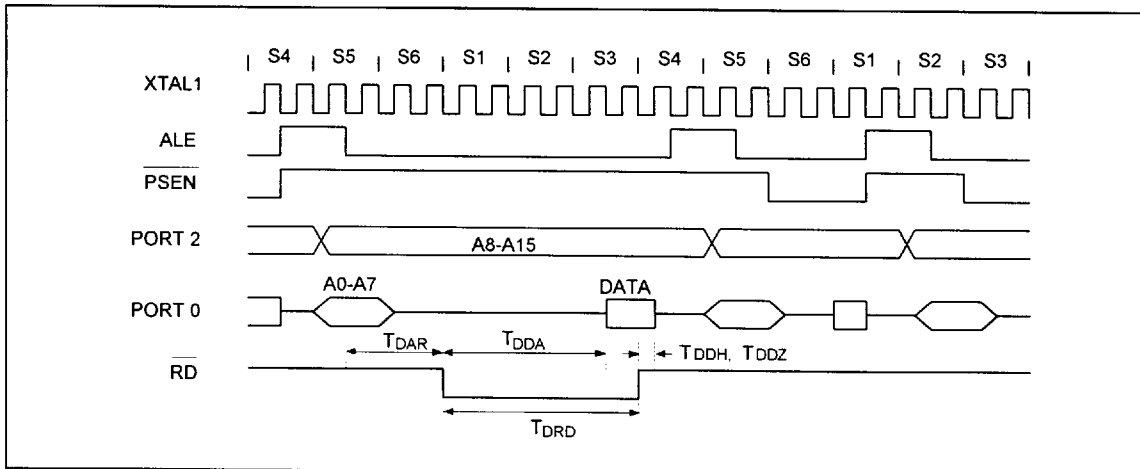 S4 S5 S6 S1 S2 S3 S4 S5 S6 S1 S2 S3
XTAL1
ALE
PSEN
PORT 2
A8-A15
A0-A7
DATA
PORT 0
TDAR
TDDA
TDDH, TDDZ
RD
TDRD